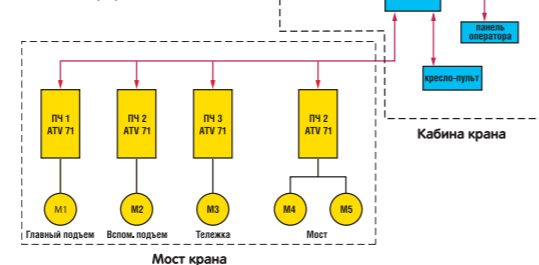 панель
оператора
кресло-пульт
Кабина крана
ПЧ 1
ATV 71
ПЧ 2
ATV 71
ПЧ 3
ATV 71
ПЧ 2
ATV 71
М1
М2
М3
М4
М5
Главный подъем
Вспом. подъем
Тележка
Мост
Мост крана